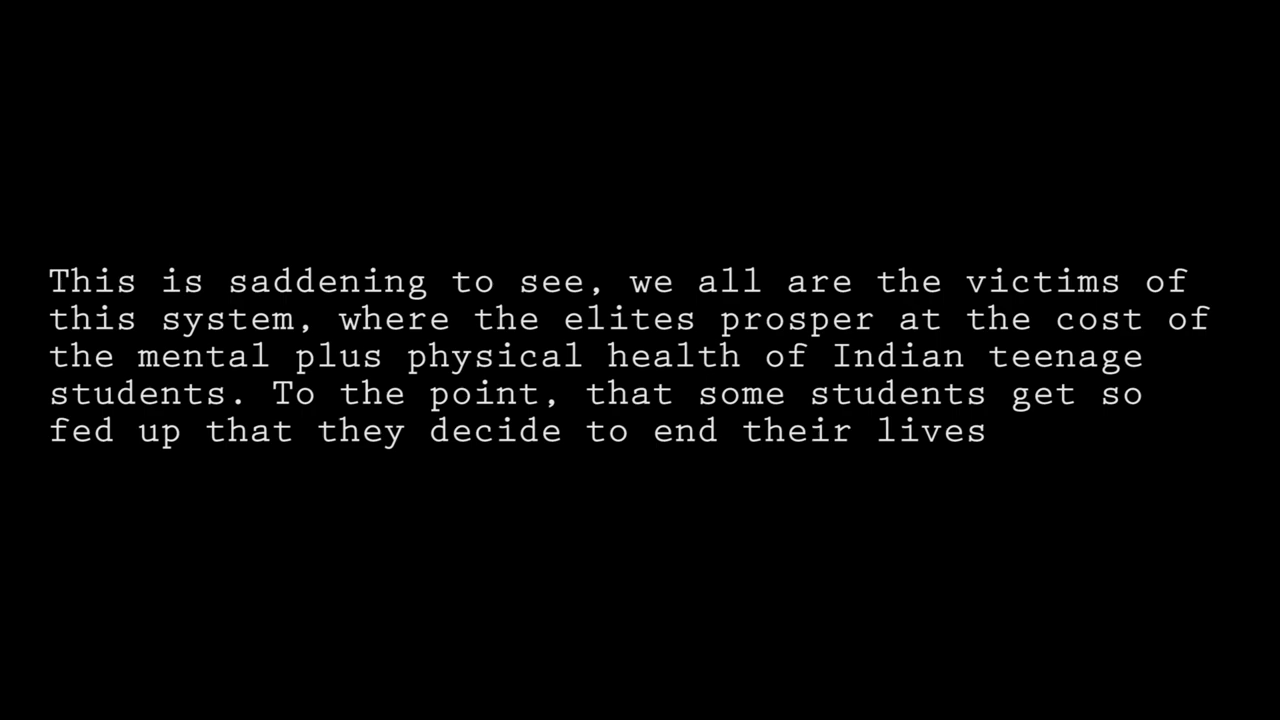 This is saddening to see, we all are the victims of
this system, where the elites prosper at the cost of
the mental plus physical health of Indian teenage
students. To the point, that some students get so
fed up that they decide to end their lives